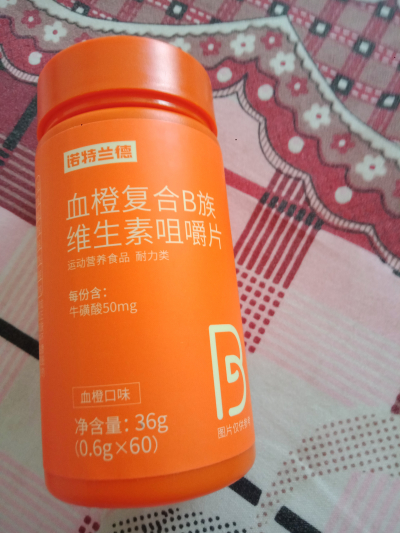 诺特兰德
血橙复合B族
维生素咀嚼片
运动营养食品 耐力类
每份含：
牛磺酸50mg
B
血橙口味
净含量：36g
(0.6g×60)
图片仅供参考